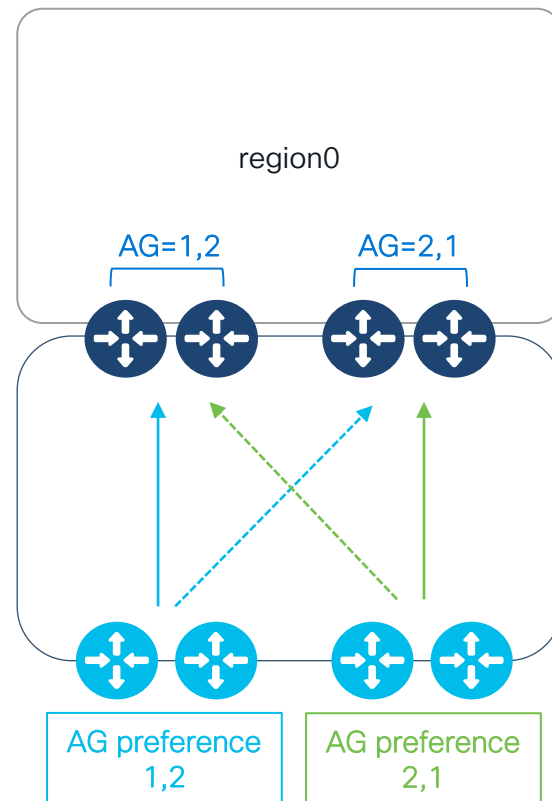 region0
AG=1,2
AG=2,1
AG preference
1,2
AG preference
2,1